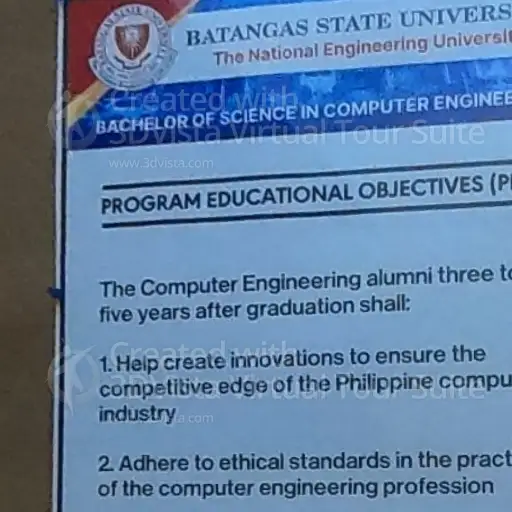 BATANGAS STATE UNIVERS
The National Engineering Universit
BACHELOR OF SCIENCE IN COMPUTER ENGINEE
Created with
3DVista Virtual Tour Suite
www.3dvista.com
PROGRAM EDUCATIONAL OBJECTIVES (P
The Computer Engineering alumni three to
five years after graduation shall:
1. Help create innovations to ensure the
competitive edge of the Philippine compu
industry
Created with
3DVista Virtual Tour Suite
2. Adhere to ethical standards in the pract
of the computer engineering profession